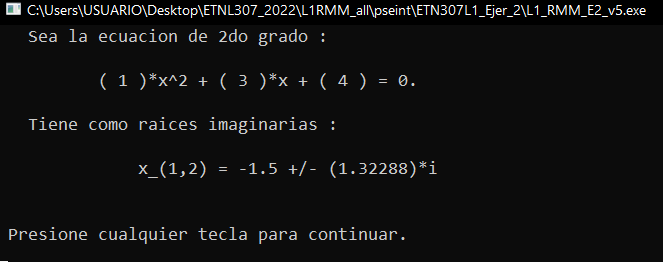 C:\Users\USUARIO\Desktop\ETNL307_2022\L1RMM_all\pseint\ETN307L1_Ejer_2\L1_RMM_E2_v5.exe
Sea la ecuacion de 2do grado :
( 1 )*x^2 + ( 3 )*x + ( 4 ) = 0.
Tiene como raices imaginarias :
x_(1,2) = -1.5 +/- (1.32288)*i
Presione cualquier tecla para continuar.